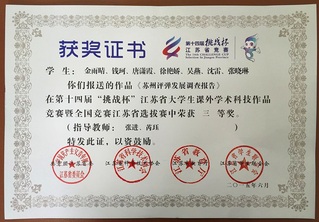 获奖证书
第十四届挑战杯
江苏省竞赛
学生:金雨晴、钱珂、唐潇霞、徐艳娇、吴燕、沈雷、张晓琳
你们报送的作品《苏州评弹发展调查报告》
在第十四届“挑战杯”江苏省大学生课外学术科技作品
竞赛暨全国竞赛江苏省选拔赛中荣获 三 等奖。
(指导教师:张进、芮珏)
特发此证,以资鼓励。
二〇一五年六月